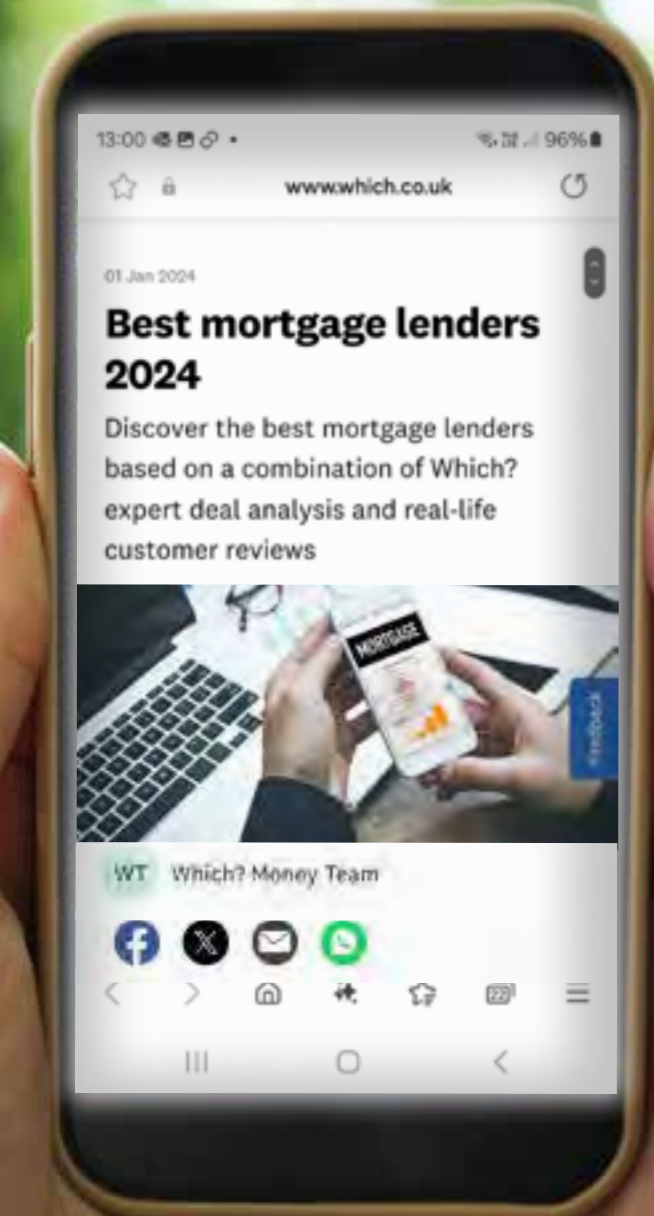 13:00
96%
www.which.co.uk
01 Jan 2024
Best mortgage lenders
2024
Discover the best mortgage lenders
based on a combination of Which?
expert deal analysis and real-life
customer reviews
MORTGAGE
Feedback
WT Which? Money Team
22